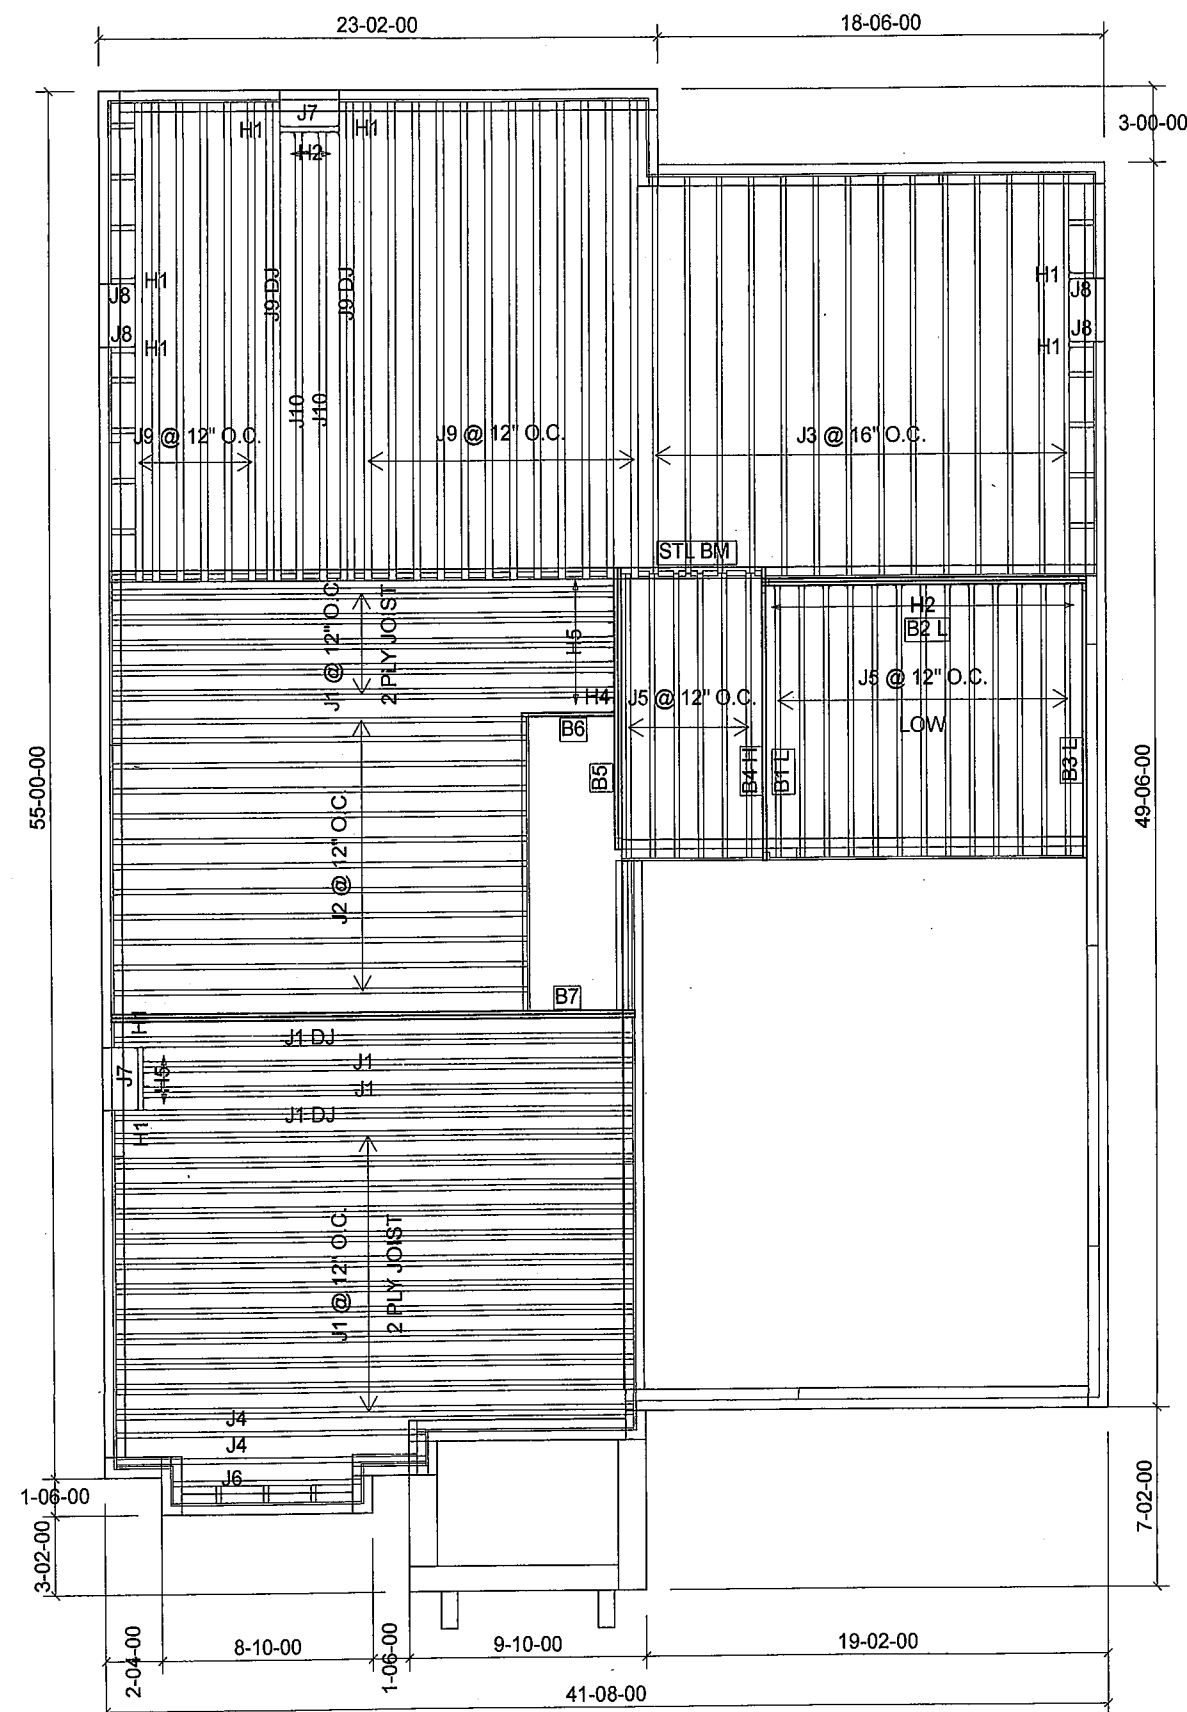 23-02-00
18-06-00
3-00-00
J7
H1
H1
H2
H1
J8
J8
H1
J9 DJ
J9 DJ
H1
J8
J8
H1
J10
J10
J9 @ 12" O.C.
J9 @ 12" O.C.
J3 @ 16" O.C.
STL BM
J1 @ 12" O.C.
2 PLY JOIST
H5
H2
B2 L
H4
J5 @ 12" O.C.
J5 @ 12" O.C.
LOW
B6
B5
B4 H
B1 L
B3 L
55-00-00
49-06-00
J2 @ 12" O.C.
B7
H1
J1 DJ
J7
H5
J1
J1
J1 DJ
H1
J1 @ 12" O.C.
2 PLY JOIST
J4
J4
J6
1-06-00
3-02-00
7-02-00
2-04-00
8-10-00
1-06-00
9-10-00
19-02-00
41-08-00